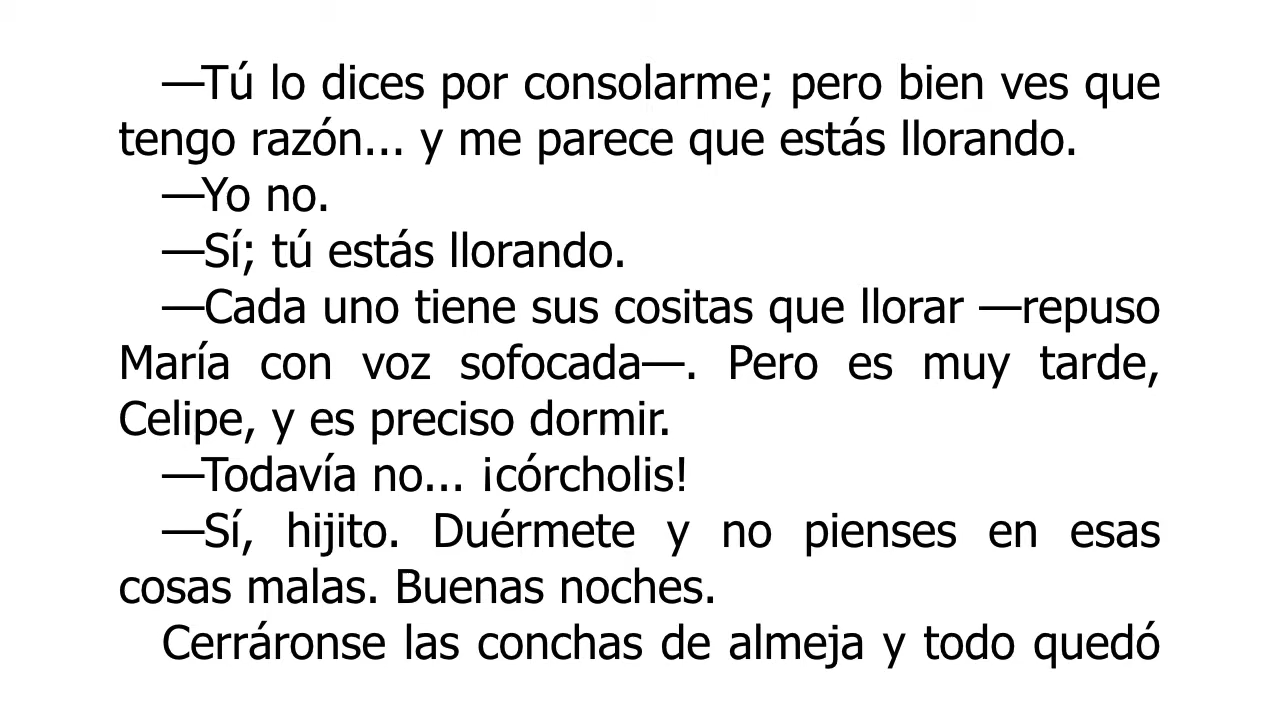 —Tú lo dices por consolarme; pero bien ves que
tengo razón... y me parece que estás llorando.
—Yo no.
—Sí; tú estás llorando.
—Cada uno tiene sus cositas que llorar —repuso
María con voz sofocada—. Pero es muy tarde,
Celipe, y es preciso dormir.
—Todavía no... ¡córcholis!
—Sí, hijito. Duérmete y no pienses en esas
cosas malas. Buenas noches.
Cerráronse las conchas de almeja y todo quedó